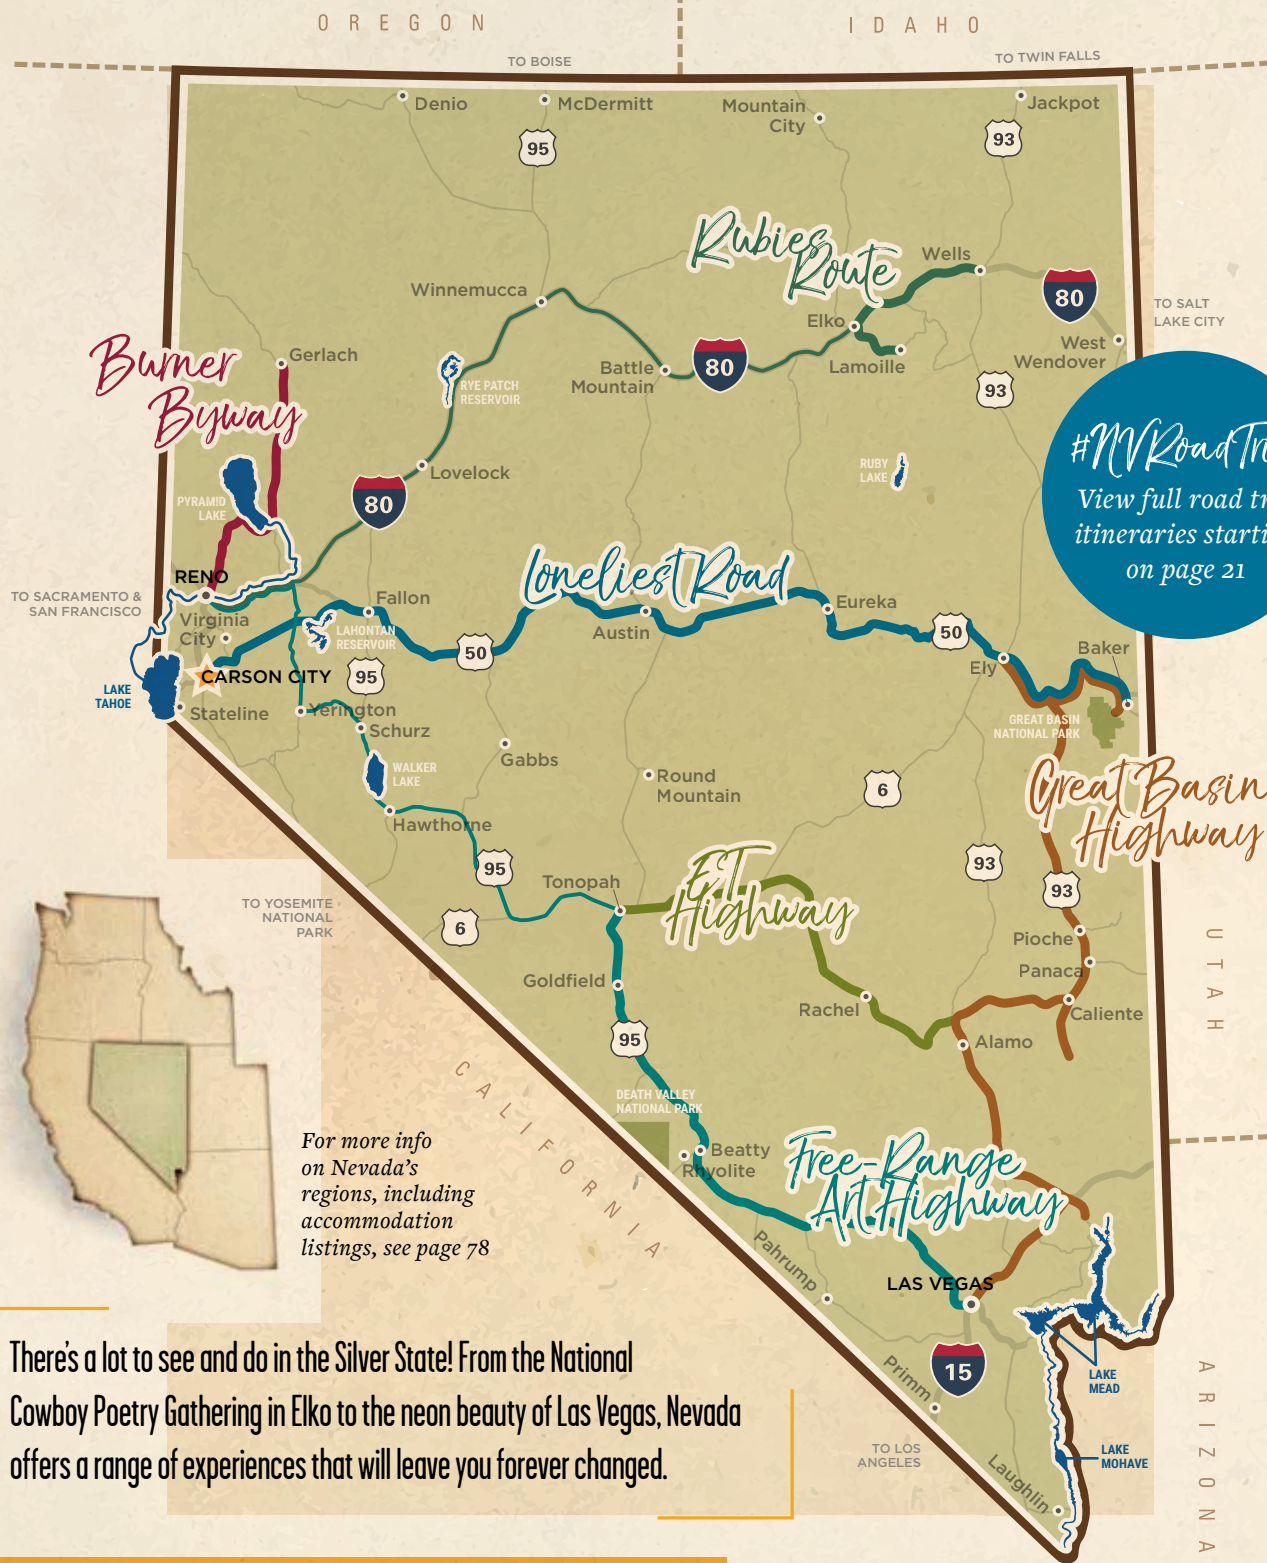 OREGON
IDAHO
TO BOISE
TO TWIN FALLS
Denio
McDermitt
Mountain
City
Jackpot
95
93
Rubies
Route
Wells
Winnemucca
80
TO SALT
LAKE CITY
Elko
Burner
Byway
Gerlach
Battle
Mountain
80
Lamoille
West
Wendover
RYE PATCH
RESERVOIR
93
#NVRoadTri
View full road tr
itineraries starti
on page 21
Lovelock
RUBY
LAKE
PYRAMID
LAKE
80
Loneliest Road
RENO
TO SACRAMENTO &
SAN FRANCISCO
Fallon
Eureka
Virginia
City
LAHONTAN
RESERVOIR
Austin
50
50
Baker
Ely
CARSON CITY
95
LAKE
TAHOE
Stateline
Yerington
Schurz
GREAT BASIN
NATIONAL PARK
Gabbs
WALKER
LAKE
Round
Mountain
6
Great Basin
Highway
Hawthorne
95
93
93
ET
Highway
Tonopah
TO YOSEMITE
NATIONAL
PARK
6
Pioche
UTAH
Panaca
Goldfield
Rachel
Caliente
95
Alamo
CALIFORNIA
DEATH VALLEY
NATIONAL PARK
Beatty
Rhyolite
Free-Range
Art Highway
For more info
on Nevada's
regions, including
accommodation
listings, see page 78
Pahrump
LAS VEGAS
There's a lot to see and do in the Silver State! From the National
Cowboy Poetry Gathering in Elko to the neon beauty of Las Vegas, Nevada
offers a range of experiences that will leave you forever changed.
15
Primm
LAKE
MEAD
ARIZONA
TO LOS
ANGELES
LAKE
MOHAVE
Laughlin